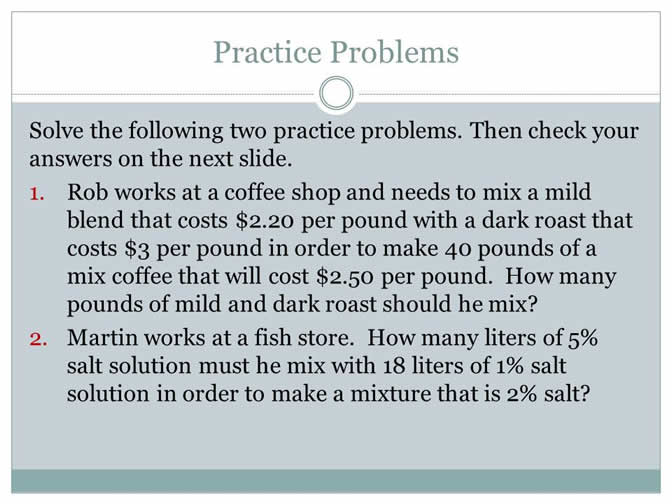 Practice Problems
Solve the following two practice problems. Then check your
answers on the next slide.
1. Rob works at a coffee shop and needs to mix a mild
blend that costs $2.20 per pound with a dark roast that
costs $3 per pound in order to make 40 pounds of a
mix coffee that will cost $2.50 per pound. How many
pounds of mild and dark roast should he mix?
2. Martin works at a fish store. How many liters of 5%
salt solution must he mix with 18 liters of 1% salt
solution in order to make a mixture that is 2% salt?